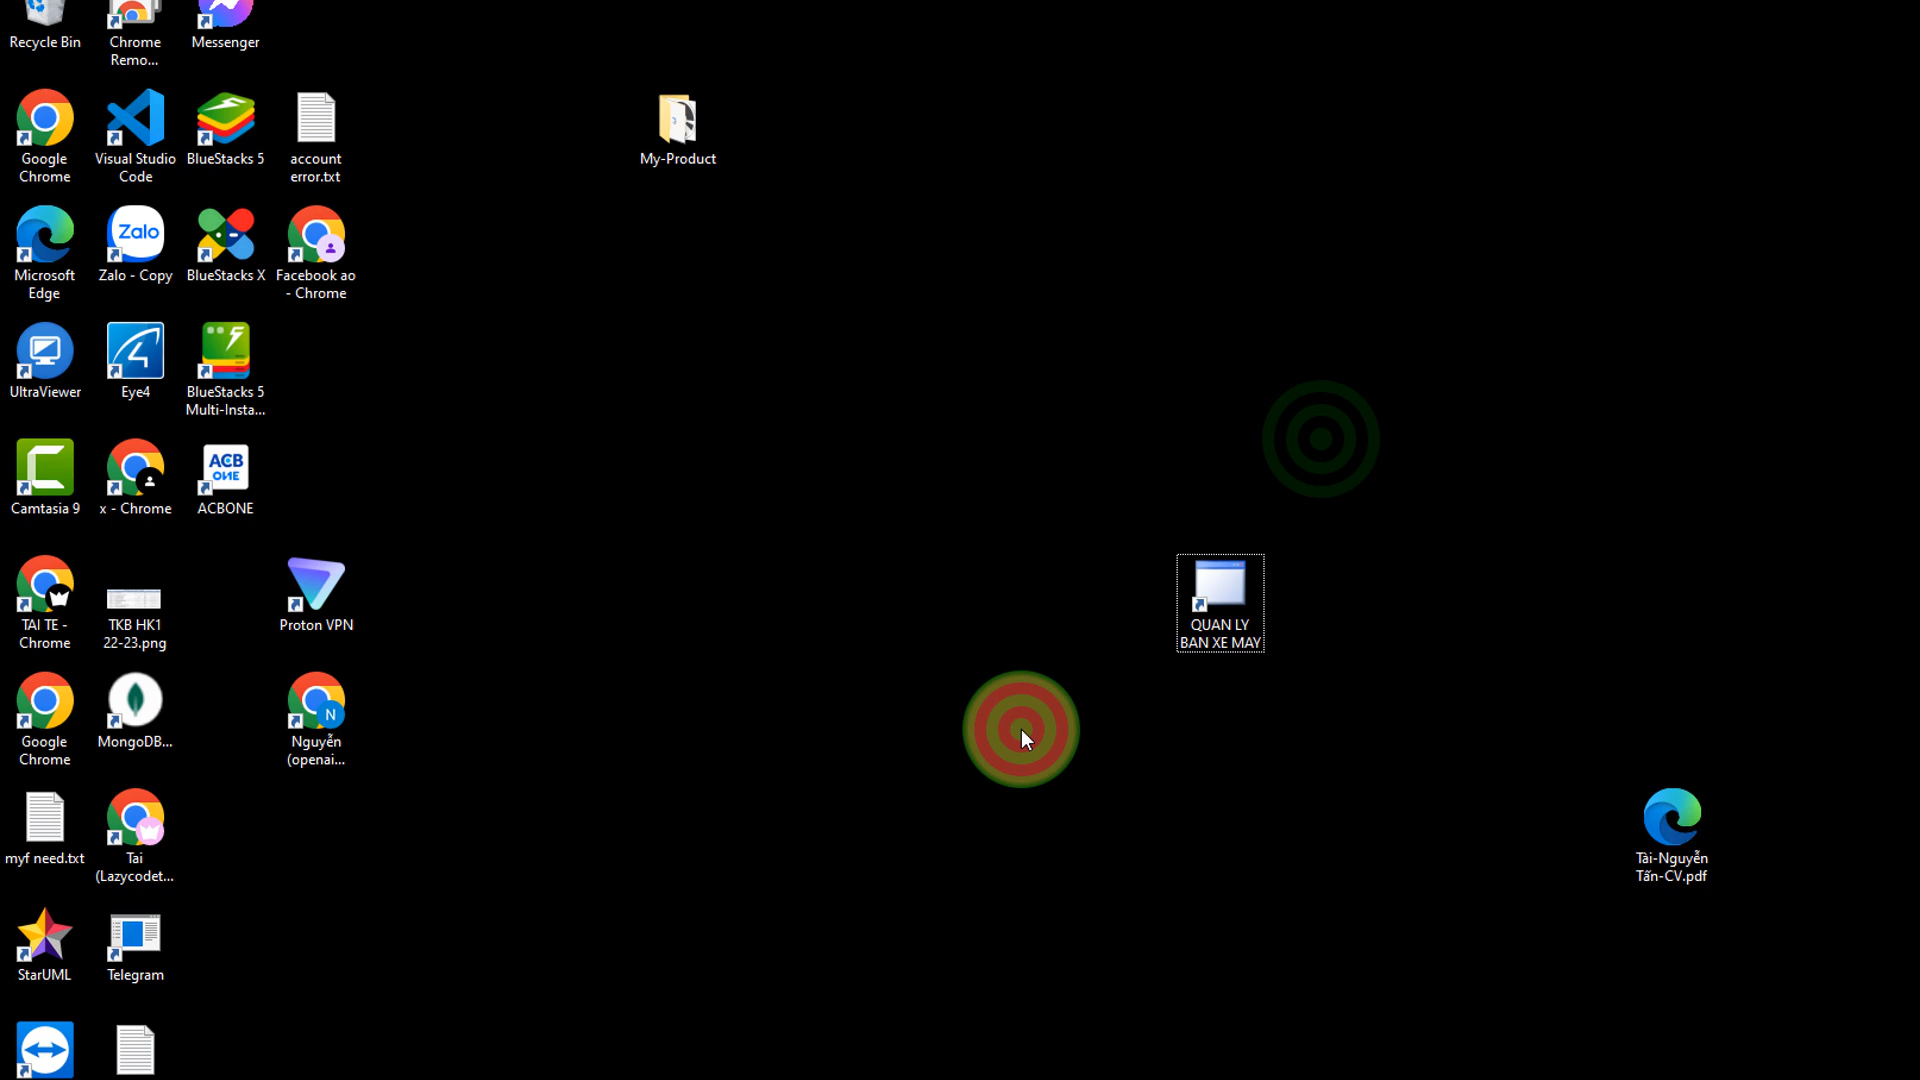 Recycle Bin
Chrome
Remo...
Messenger
Google
Chrome
Visual Studio
Code
BlueStacks 5
account
error.txt
My-Product
Microsoft
Edge
Zalo
Zalo - Copy
BlueStacks X
Facebook ao
- Chrome
UltraViewer
Eye4
BlueStacks 5
Multi-Insta...
Camtasia 9
x - Chrome
ACB
ONE
ACBONE
TAI TE -
Chrome
TKB HK1
22-23.png
Proton VPN
QUAN LY
BAN XE MAY
Google
Chrome
MongoDB...
N
Nguyễn
(openai...
myf need.txt
Tai
(Lazycodet...
Tài-Nguyễn
Tấn-CV.pdf
StarUML
Telegram